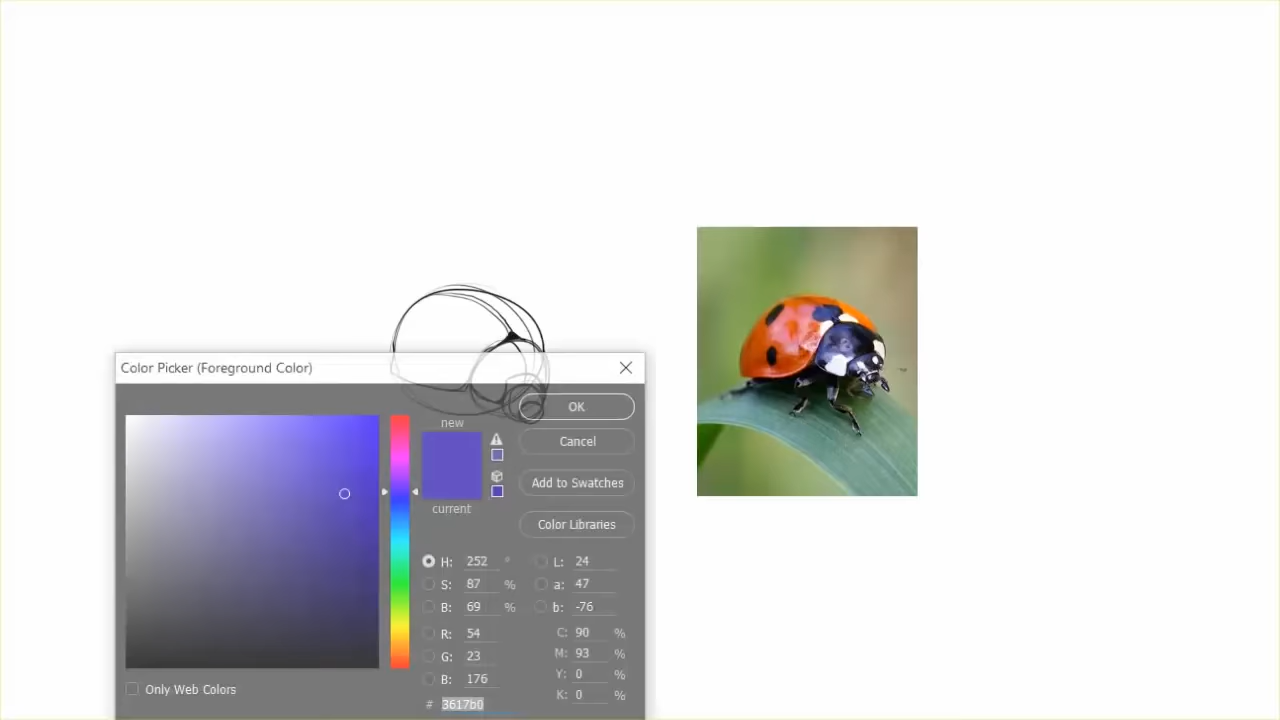 Color Picker (Foreground Color)
new
OK
Cancel
Add to Swatches
current
Color Libraries
H: 252 ° L: 24
S: 87 % a: 47
B: 69 % b: -76
R: 54 C: 90 %
G: 23 M: 93 %
B: 176 Y: 0 %
K: 0 %
Only Web Colors
# 3617b0